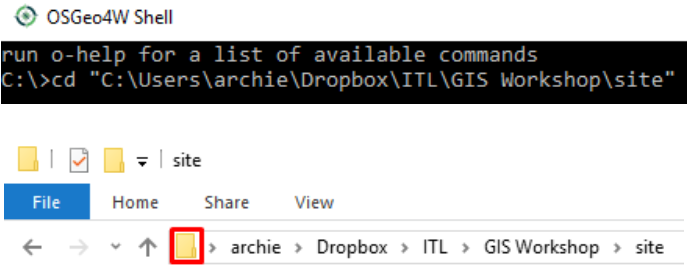 OSGeo4W Shell
run o-help for a list of available commands
C:\>cd "C:\Users\archie\Dropbox\ITL\GIS Workshop\site"
site
File Home Share View
archie > Dropbox > ITL > GIS Workshop > site